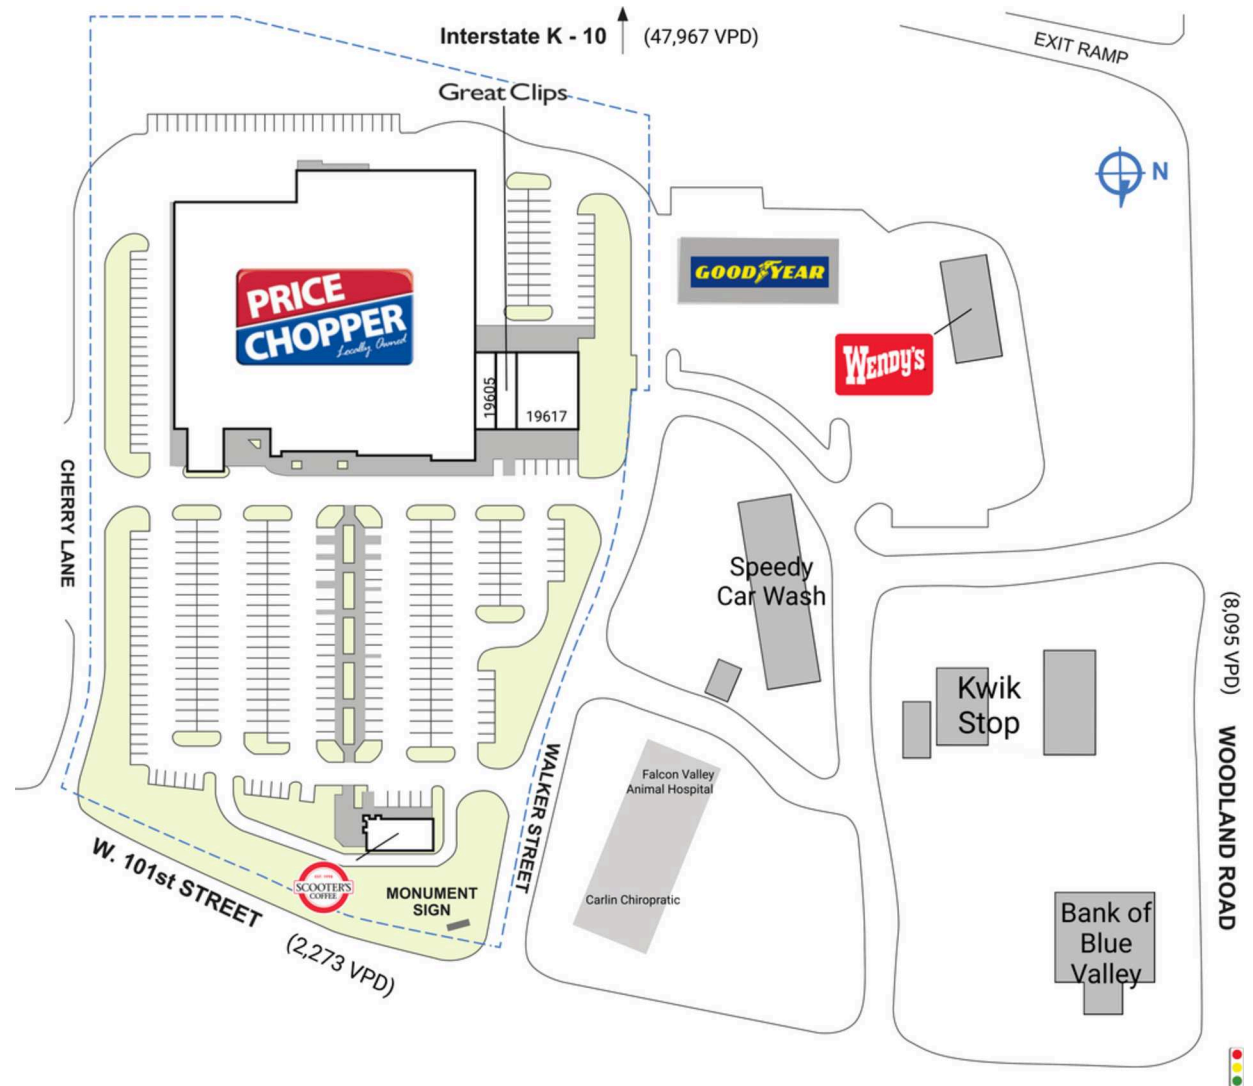 Interstate K - 10 (47,967 VPD)
EXIT RAMP
Great Clips
N
PRICE
CHOPPER
Locally Owned
GOODYEAR
WENDY'S
19605
19617
CHERRY LANE
Speedy
Car Wash
Kwik
Stop
(8,095 VPD)
WOODLAND ROAD
WALKER STREET
Falcon Valley
Animal Hospital
Carlin Chiropratic
W. 101st STREET
(2,273 VPD)
SCOOTER'S
COFFEE
MONUMENT
SIGN
Bank of
Blue
Valley